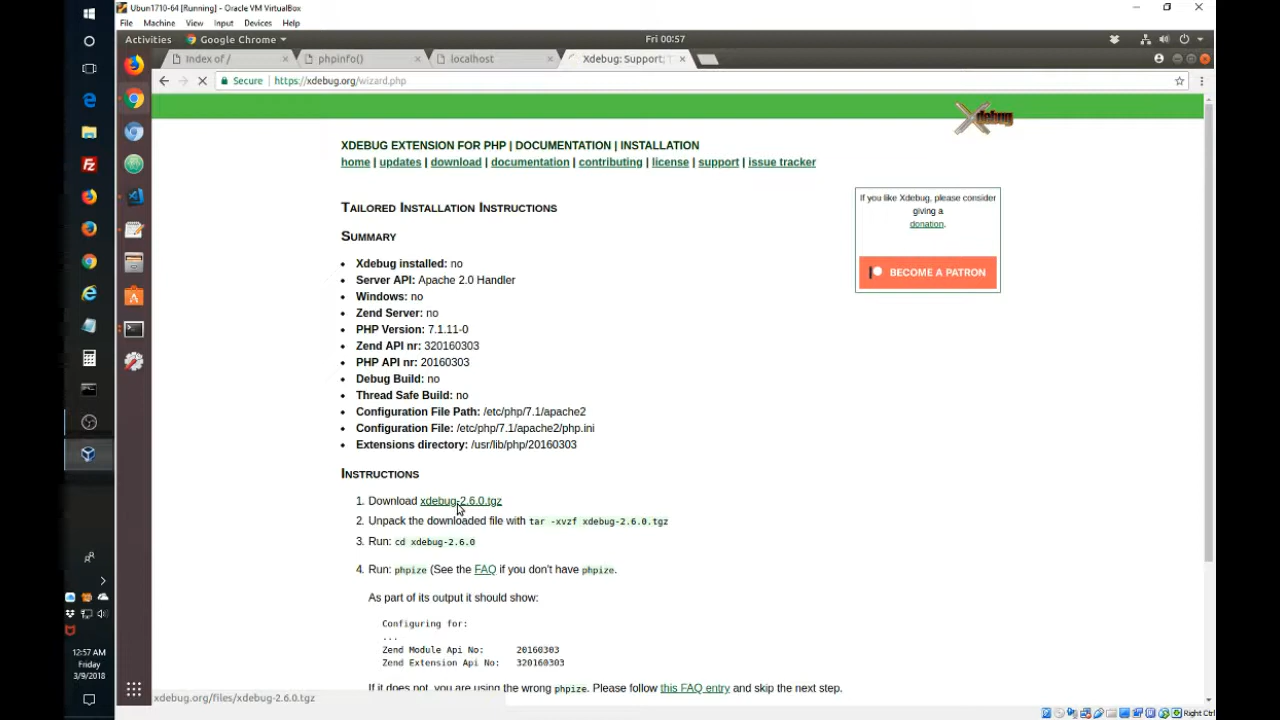 Ubun1710-64 [Running] - Oracle VM VirtualBox
File Machine View Input Devices Help
Activities Google Chrome Fri 00:57
Index of / phpinfo() localhost Xdebug: Support; T
Secure https://xdebug.org/wizard.php
Xdebug
XDEBUG EXTENSION FOR PHP | DOCUMENTATION | INSTALLATION
home | updates | download | documentation | contributing | license | support | issue tracker
If you like Xdebug, please consider
giving a
donation.
BECOME A PATRON
TAILORED INSTALLATION INSTRUCTIONS
SUMMARY
• Xdebug installed: no
• Server API: Apache 2.0 Handler
• Windows: no
• Zend Server: no
• PHP Version: 7.1.11-0
• Zend API nr: 320160303
• PHP API nr: 20160303
• Debug Build: no
• Thread Safe Build: no
• Configuration File Path: /etc/php/7.1/apache2
• Configuration File: /etc/php/7.1/apache2/php.ini
• Extensions directory: /usr/lib/php/20160303
INSTRUCTIONS
1. Download xdebug-2.6.0.tgz
2. Unpack the downloaded file with tar -xvzf xdebug-2.6.0.tgz
3. Run: cd xdebug-2.6.0
4. Run: phpize (See the FAQ if you don't have phpize.
As part of its output it should show:
Configuring for:
...
Zend Module Api No: 20160303
Zend Extension Api No: 320160303
If it does not, you are using the wrong phpize. Please follow this FAQ entry and skip the next step.
xdebug.org/files/xdebug-2.6.0.tgz
12:57 AM
Friday
3/9/2018
Right Ctrl